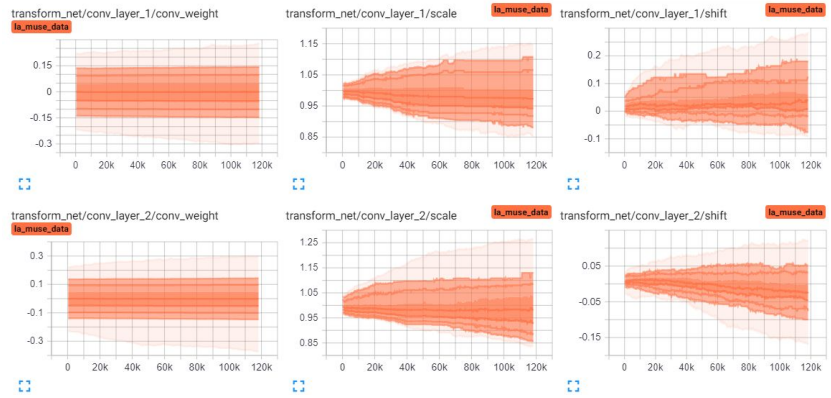 transform_net/conv_layer_1/conv_weight
la_muse_data
0.15
0
-0.15
-0.3
0 20k 40k 60k 80k 100k 120k
transform_net/conv_layer_1/scale
la_muse_data
1.15
1.05
0.95
0.85
0 20k 40k 60k 80k 100k 120k
transform_net/conv_layer_1/shift
la_muse_data
0.2
0.1
0
-0.1
0 20k 40k 60k 80k 100k 120k
transform_net/conv_layer_2/conv_weight
la_muse_data
0.3
0.1
-0.1
-0.3
0 20k 40k 60k 80k 100k 120k
transform_net/conv_layer_2/scale
la_muse_data
1.25
1.15
1.05
0.95
0.85
0 20k 40k 60k 80k 100k 120k
transform_net/conv_layer_2/shift
la_muse_data
0.05
-0.05
-0.15
0 20k 40k 60k 80k 100k 120k